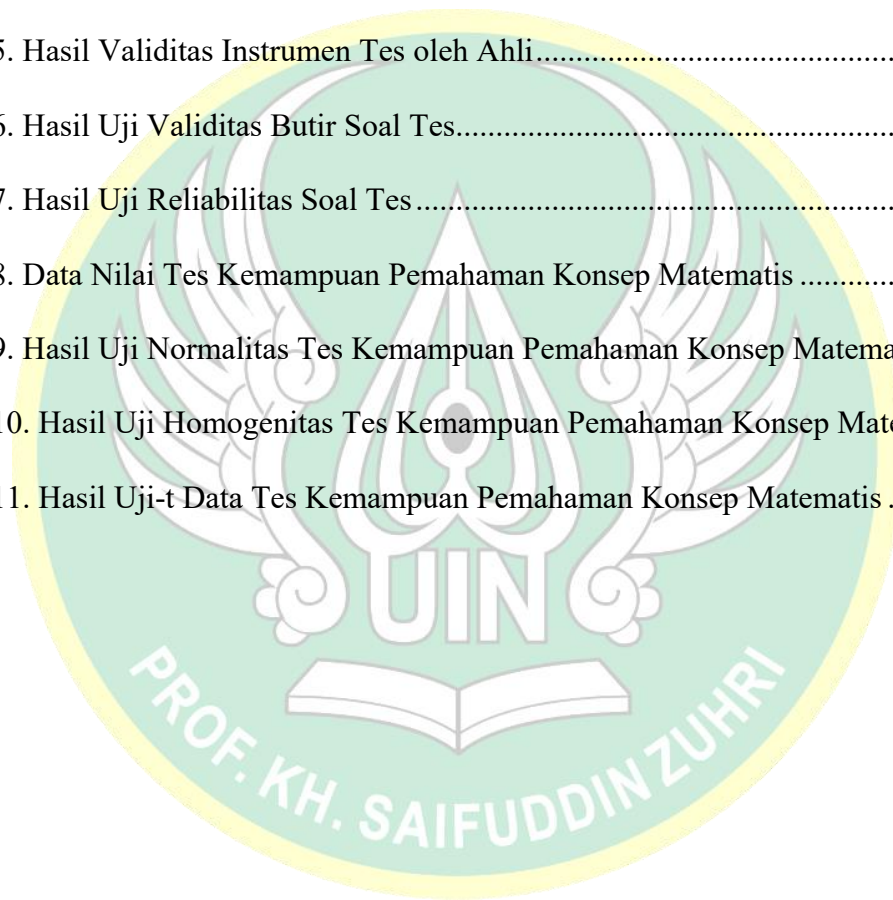 5. Hasil Validitas Instrumen Tes oleh Ahli
6. Hasil Uji Validitas Butir Soal Tes
7. Hasil Uji Reliabilitas Soal Tes
8. Data Nilai Tes Kemampuan Pemahaman Konsep Matematis
9. Hasil Uji Normalitas Tes Kemampuan Pemahaman Konsep
10. Hasil Uji Homogenitas Tes Kemampuan Pemahaman Konsep
11. Hasil Uji-t Data Tes Kemampuan Pemahaman Konsep Matematis
UIN
PROF. KH. SAIFUDDIN ZUHRI